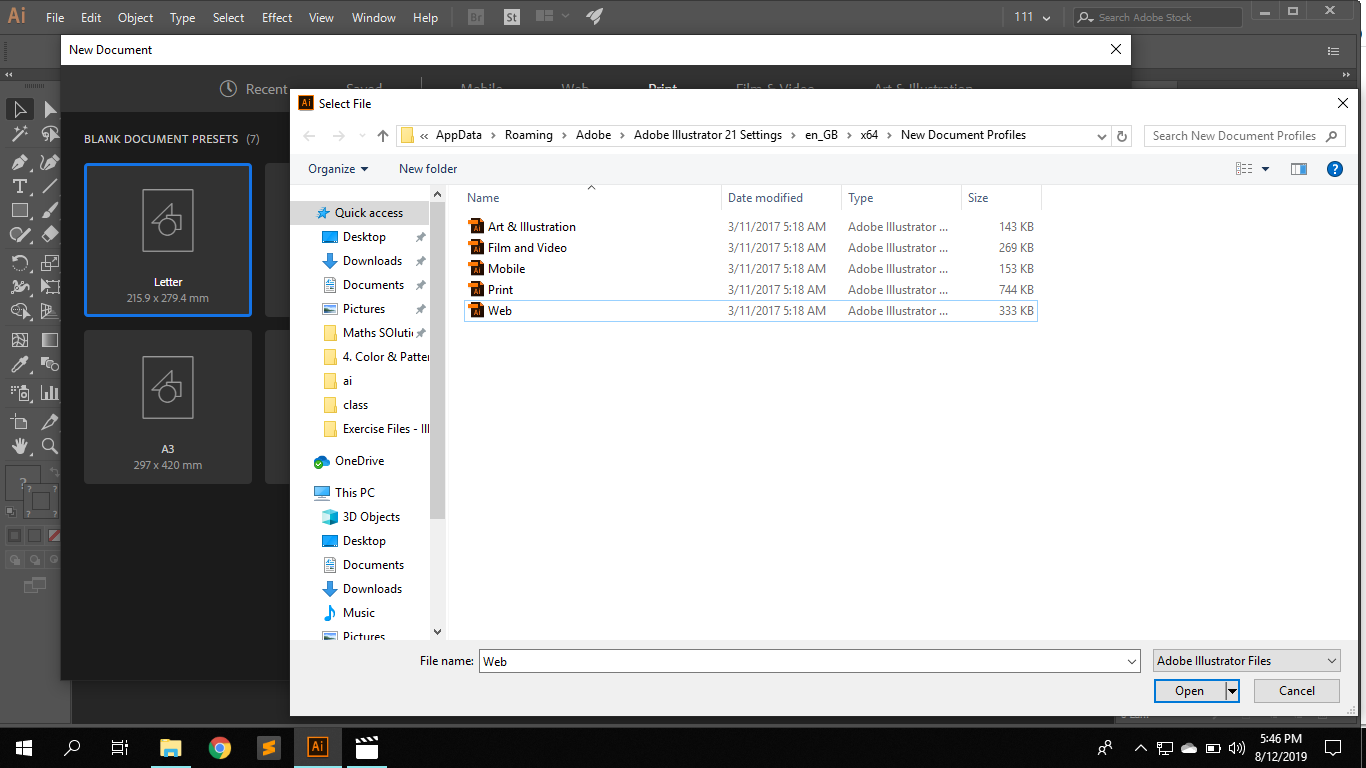 Ai File Edit Object Type Select Effect View Window Help Br St 111 Search Adobe Stock
New Document
Recent Saved Mobile Web Print Film & Video Art & Illustration
BLANK DOCUMENT PRESETS (7)
Letter
215.9 x 279.4 mm
A3
297 x 420 mm
Ai Select File
« AppData > Roaming > Adobe > Adobe Illustrator 21 Settings > en_GB > x64 > New Document Profiles
Search New Document Profiles
Organize New folder
Quick access
Desktop
Downloads
Documents
Pictures
Maths SOlutic
4. Color & Patter
ai
class
Exercise Files - Ill
OneDrive
This PC
3D Objects
Desktop
Documents
Downloads
Music
Pictures
Name Date modified Type Size
Art & Illustration 3/11/2017 5:18 AM Adobe Illustrator ... 143 KB
Film and Video 3/11/2017 5:18 AM Adobe Illustrator ... 269 KB
Mobile 3/11/2017 5:18 AM Adobe Illustrator ... 153 KB
Print 3/11/2017 5:18 AM Adobe Illustrator ... 744 KB
Web 3/11/2017 5:18 AM Adobe Illustrator ... 333 KB
File name: Web Adobe Illustrator Files
Open Cancel
Ai
5:46 PM
8/12/2019